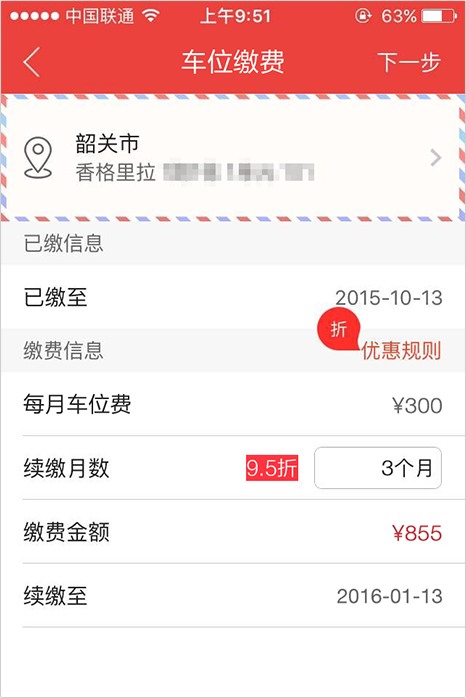 中国联通 上午9:51 63%
车位缴费 下一步
韶关市
香格里拉
已缴信息
已缴至 2015-10-13
折
缴费信息 优惠规则
每月车位费 ¥300
续缴月数 9.5折 3个月
缴费金额 ¥855
续缴至 2016-01-13